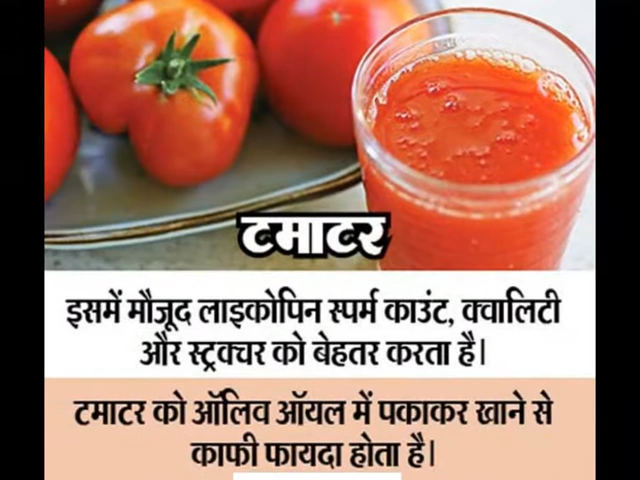 टमाटर
इसमें मौजूद लाइकोपिन स्पर्म काउंट, क्वालिटी
और स्ट्रक्चर को बेहतर करता है।
टमाटर को ऑलिव ऑयल में पकाकर खाने से
काफी फायदा होता है।